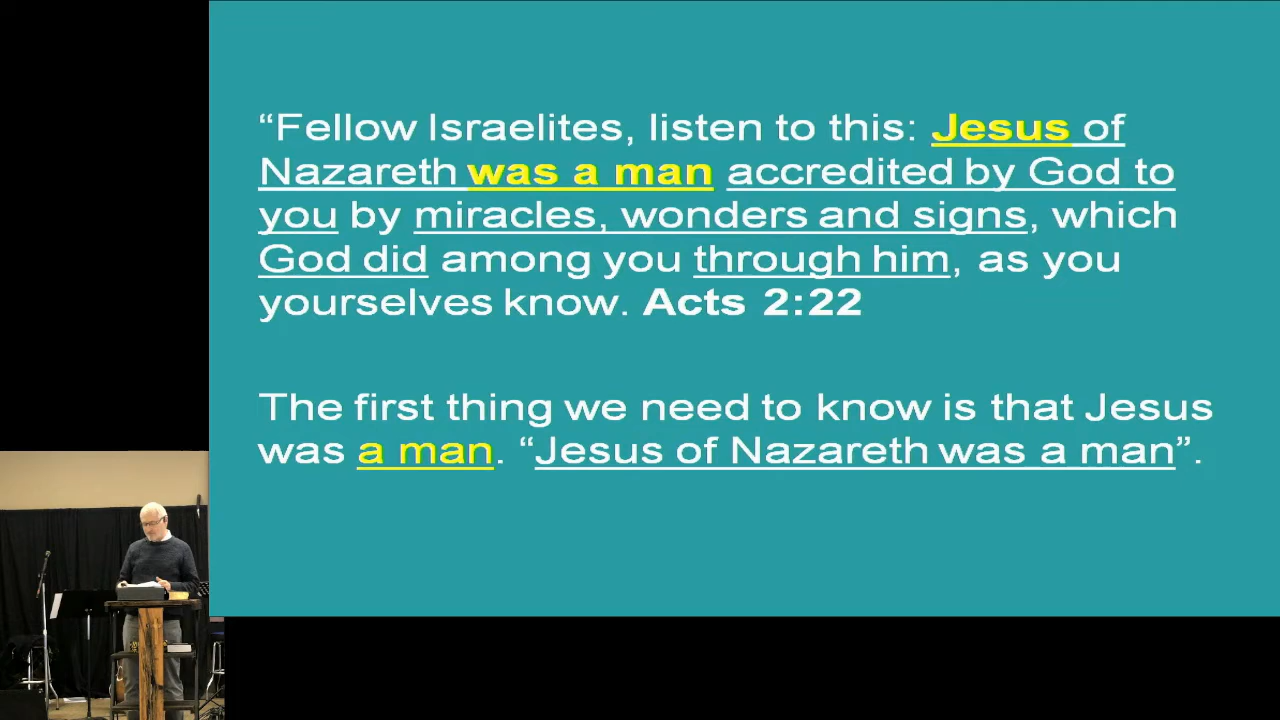 “Fellow Israelites, listen to this: Jesus of
Nazareth was a man accredited by God to
you by miracles, wonders and signs, which
God did among you through him, as you
yourselves know. Acts 2:22
The first thing we need to know is that Jesus
was a man. “Jesus of Nazareth was a man”.